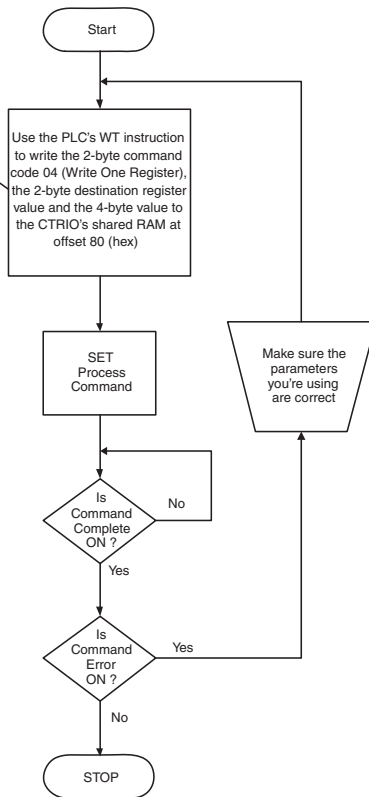 Start
Use the PLC's WT instruction
to write the 2-byte command
code 04 (Write One Register),
the 2-byte destination register
value and the 4-byte value to
the CTRIO's shared RAM at
offset 80 (hex)
SET
Process
Command
Make sure the
parameters
you're using
are correct
Is
Command
Complete
ON ?
No
Yes
Is
Command
Error
ON ?
Yes
No
STOP